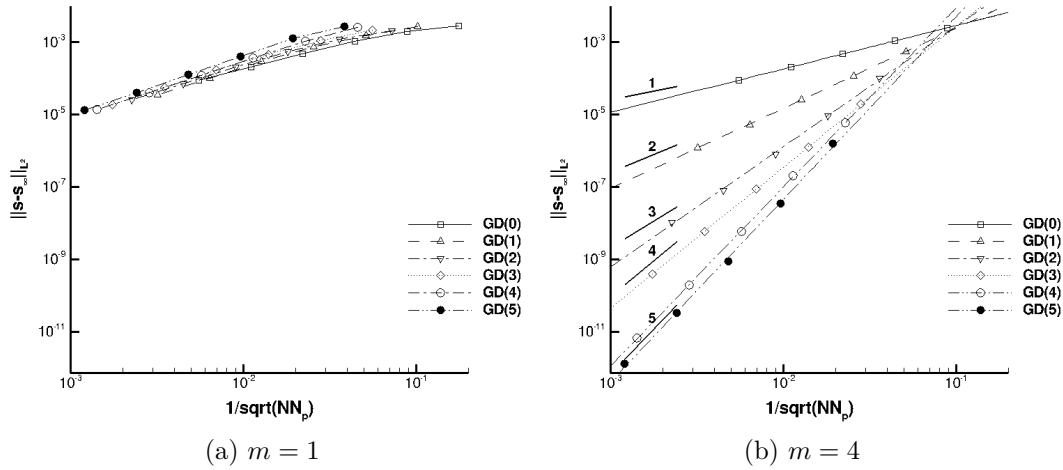 ||s-s∞||L²
10⁻³
10⁻⁵
10⁻⁷
10⁻⁹
10⁻¹¹
10⁻³
10⁻²
10⁻¹
1/sqrt(NNp)
GD(0)
GD(1)
GD(2)
GD(3)
GD(4)
GD(5)
(a) m = 1
||s-s∞||L²
10⁻³
10⁻⁵
10⁻⁷
10⁻⁹
10⁻¹¹
1
2
3
4
5
10⁻³
10⁻²
10⁻¹
1/sqrt(NNp)
GD(0)
GD(1)
GD(2)
GD(3)
GD(4)
GD(5)
(b) m = 4